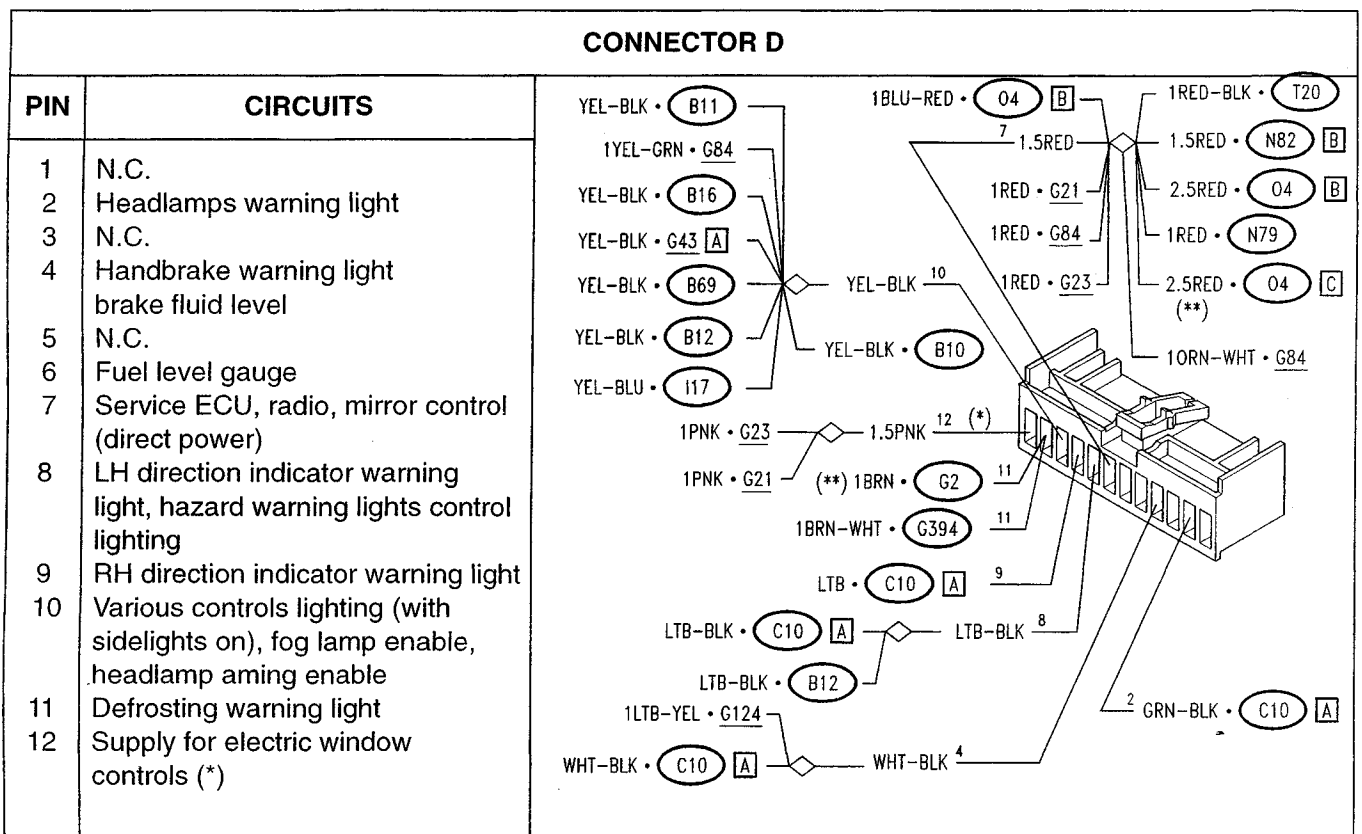 CONNECTOR D
PIN CIRCUITS
1 N.C.
2 Headlamps warning light
3 N.C.
4 Handbrake warning light
brake fluid level
5 N.C.
6 Fuel level gauge
7 Service ECU, radio, mirror control
(direct power)
8 LH direction indicator warning
light, hazard warning lights control
lighting
9 RH direction indicator warning light
10 Various controls lighting (with
sidelights on), fog lamp enable,
headlamp aming enable
11 Defrosting warning light
12 Supply for electric window
controls (*)
YEL-BLK • B11
1YEL-GRN • G84
YEL-BLK • B16
YEL-BLK • G43 A
YEL-BLK • B69
YEL-BLK • B12
YEL-BLU • I17
YEL-BLK 10
YEL-BLK • B10
1BLU-RED • O4 B
7 1.5RED
1RED • G21
1RED • G84
1RED • G23
1RED-BLK • T20
1.5RED • N82 B
2.5RED • O4 B
1RED • N79
2.5RED • O4 C
(**)
1ORN-WHT • G84
1PNK • G23
1PNK • G21
1.5PNK 12 (*)
(**) 1BRN • G2 11
1BRN-WHT • G394 11
LTB • C10 A 9
LTB-BLK • C10 A
LTB-BLK 8
LTB-BLK • B12
1LTB-YEL • G124
WHT-BLK • C10 A
WHT-BLK 4
2 GRN-BLK • C10 A